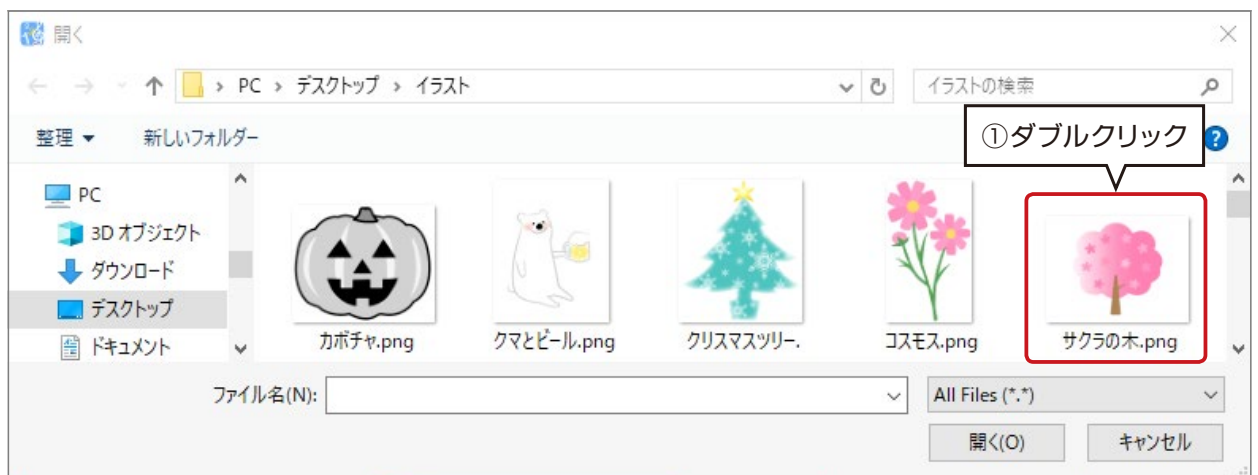 開く
PC > デスクトップ > イラスト
イラストの検索
整理
新しいフォルダー
①ダブルクリック
PC
3D オブジェクト
ダウンロード
デスクトップ
ドキュメント
カボチャ.png
クマとビール.png
クリスマスツリー.
コスモス.png
サクラの木.png
ファイル名(N):
All Files (*.*)
開く(O)
キャンセル